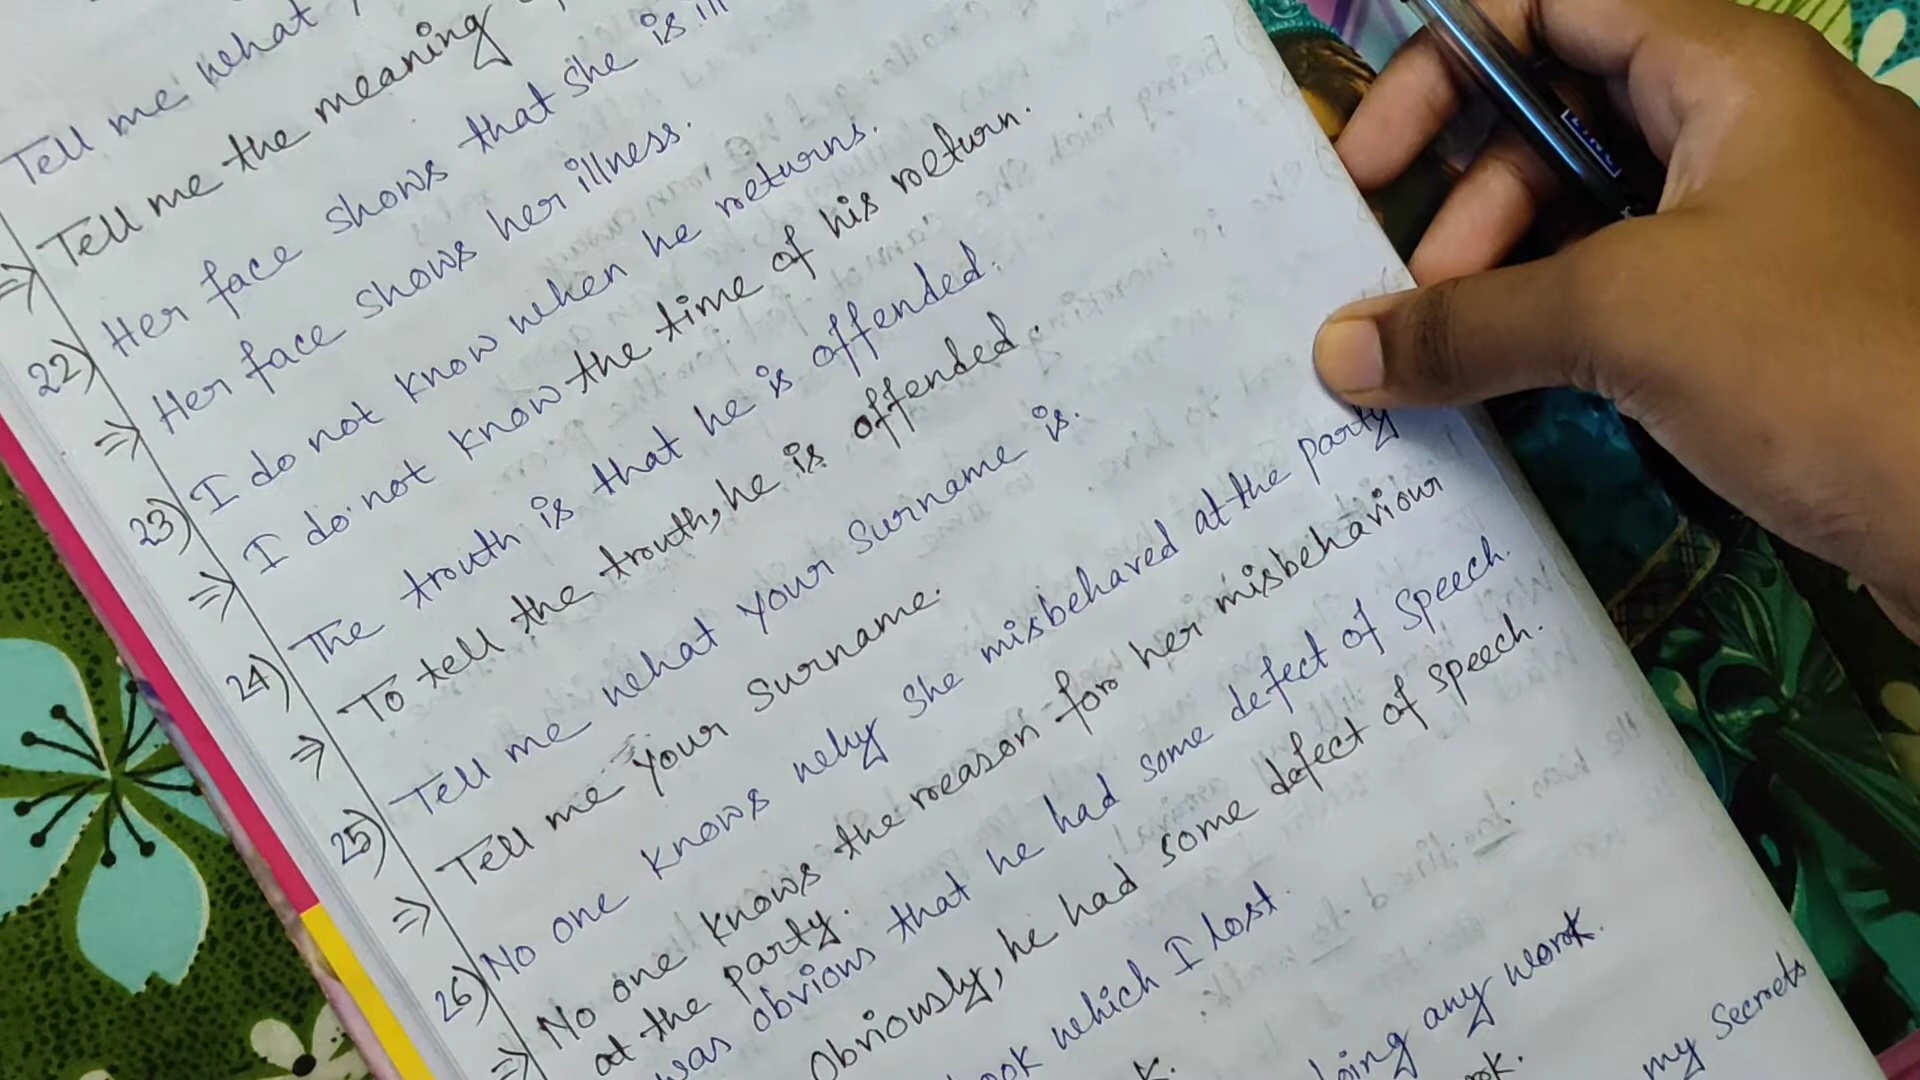 Tell me what
⇒ Tell me the meaning
22) Her face shows that she is ill
⇒ Her face shows her illness.
23) I do not know when he returns.
⇒ I do not know the time of his return.
24) The truth is that he is offended.
⇒ To tell the truth, he is offended.
25) Tell me what your surname is.
⇒ Tell me your surname.
26) No one knows why she misbehaved at the party
⇒ No one knows the reason for her misbehaviour
at the party.
was obvious that he had some defect of speech.
Obviously, he had some defect of speech.
which I lost.
doing any work.
my secrets